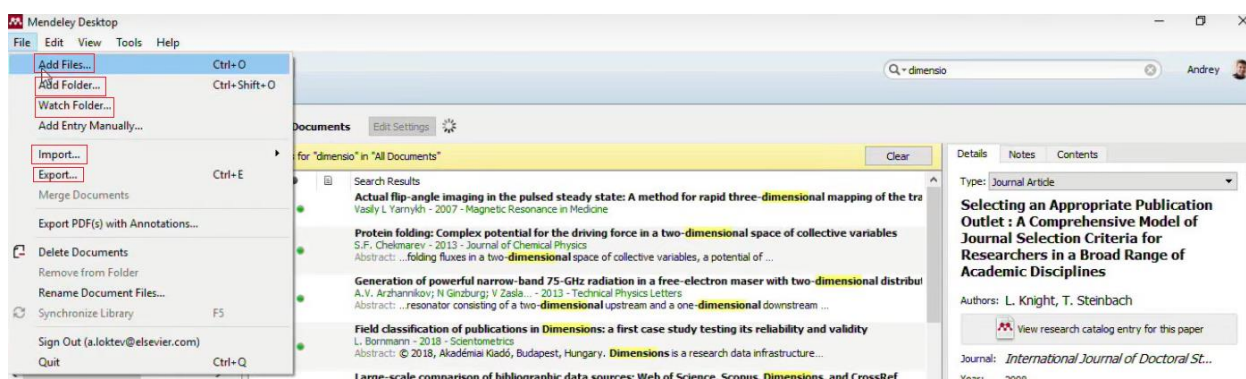 Mendeley Desktop
File Edit View Tools Help
Add Files... Ctrl+O
Add Folder... Ctrl+Shift+O
Watch Folder...
Add Entry Manually...
Import...
Export... Ctrl+E
Merge Documents
Export PDF(s) with Annotations...
Delete Documents
Remove from Folder
Rename Document Files...
Synchronize Library F5
Sign Out (a.loktev@elsevier.com)
Quit Ctrl+Q
dimensio
Andrey
Documents Edit Settings
for "dimensio" in "All Documents" Clear
Search Results
Actual flip-angle imaging in the pulsed steady state: A method for rapid three-dimensional mapping of the tra
Vasily L Yarnykh - 2007 - Magnetic Resonance in Medicine
Protein folding: Complex potential for the driving force in a two-dimensional space of collective variables
S.F. Chekmarev - 2013 - Journal of Chemical Physics
Abstract: ...folding fluxes in a two-dimensional space of collective variables, a potential of ...
Generation of powerful narrow-band 75-GHz radiation in a free-electron maser with two-dimensional distribut
A.V. Arzhannikov; N Ginzburg; V Zasla... - 2013 - Technical Physics Letters
Abstract: ...resonator consisting of a two-dimensional upstream and a one-dimensional downstream ...
Field classification of publications in Dimensions: a first case study testing its reliability and validity
L. Bornmann - 2018 - Scientometrics
Abstract: © 2018, Akadémiai Kiadó, Budapest, Hungary. Dimensions is a research data infrastructure...
Large-scale comparison of bibliographic data sources: Web of Science, Scopus, Dimensions, and CrossRef
Details Notes Contents
Type: Journal Article
Selecting an Appropriate Publication
Outlet : A Comprehensive Model of
Journal Selection Criteria for
Researchers in a Broad Range of
Academic Disciplines
Authors: L. Knight, T. Steinbach
View research catalog entry for this paper
Journal: International Journal of Doctoral St...
Year: 2008